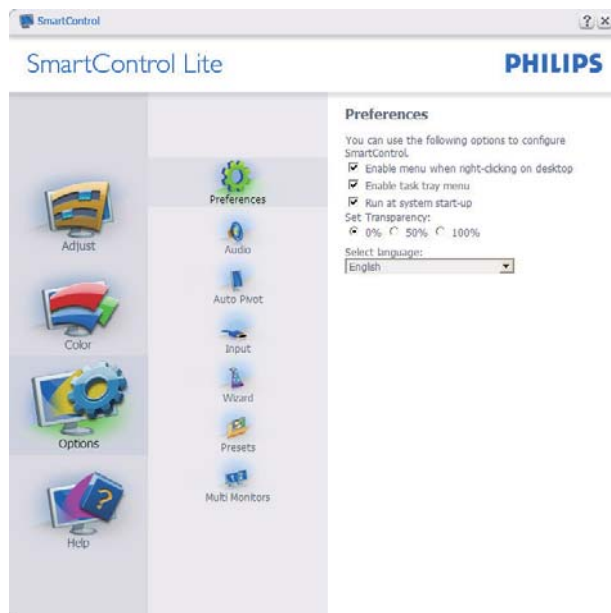 SmartControl
? ×
SmartControl Lite
PHILIPS
Adjust
Color
Options
Help
Preferences
Audio
Auto Pivot
Input
Wizard
Presets
Multi Monitors
Preferences
You can use the following options to configure
SmartControl.
Enable menu when right-clicking on desktop
Enable task tray menu
Run at system start-up
Set Transparency:
0% 50% 100%
Select language:
English